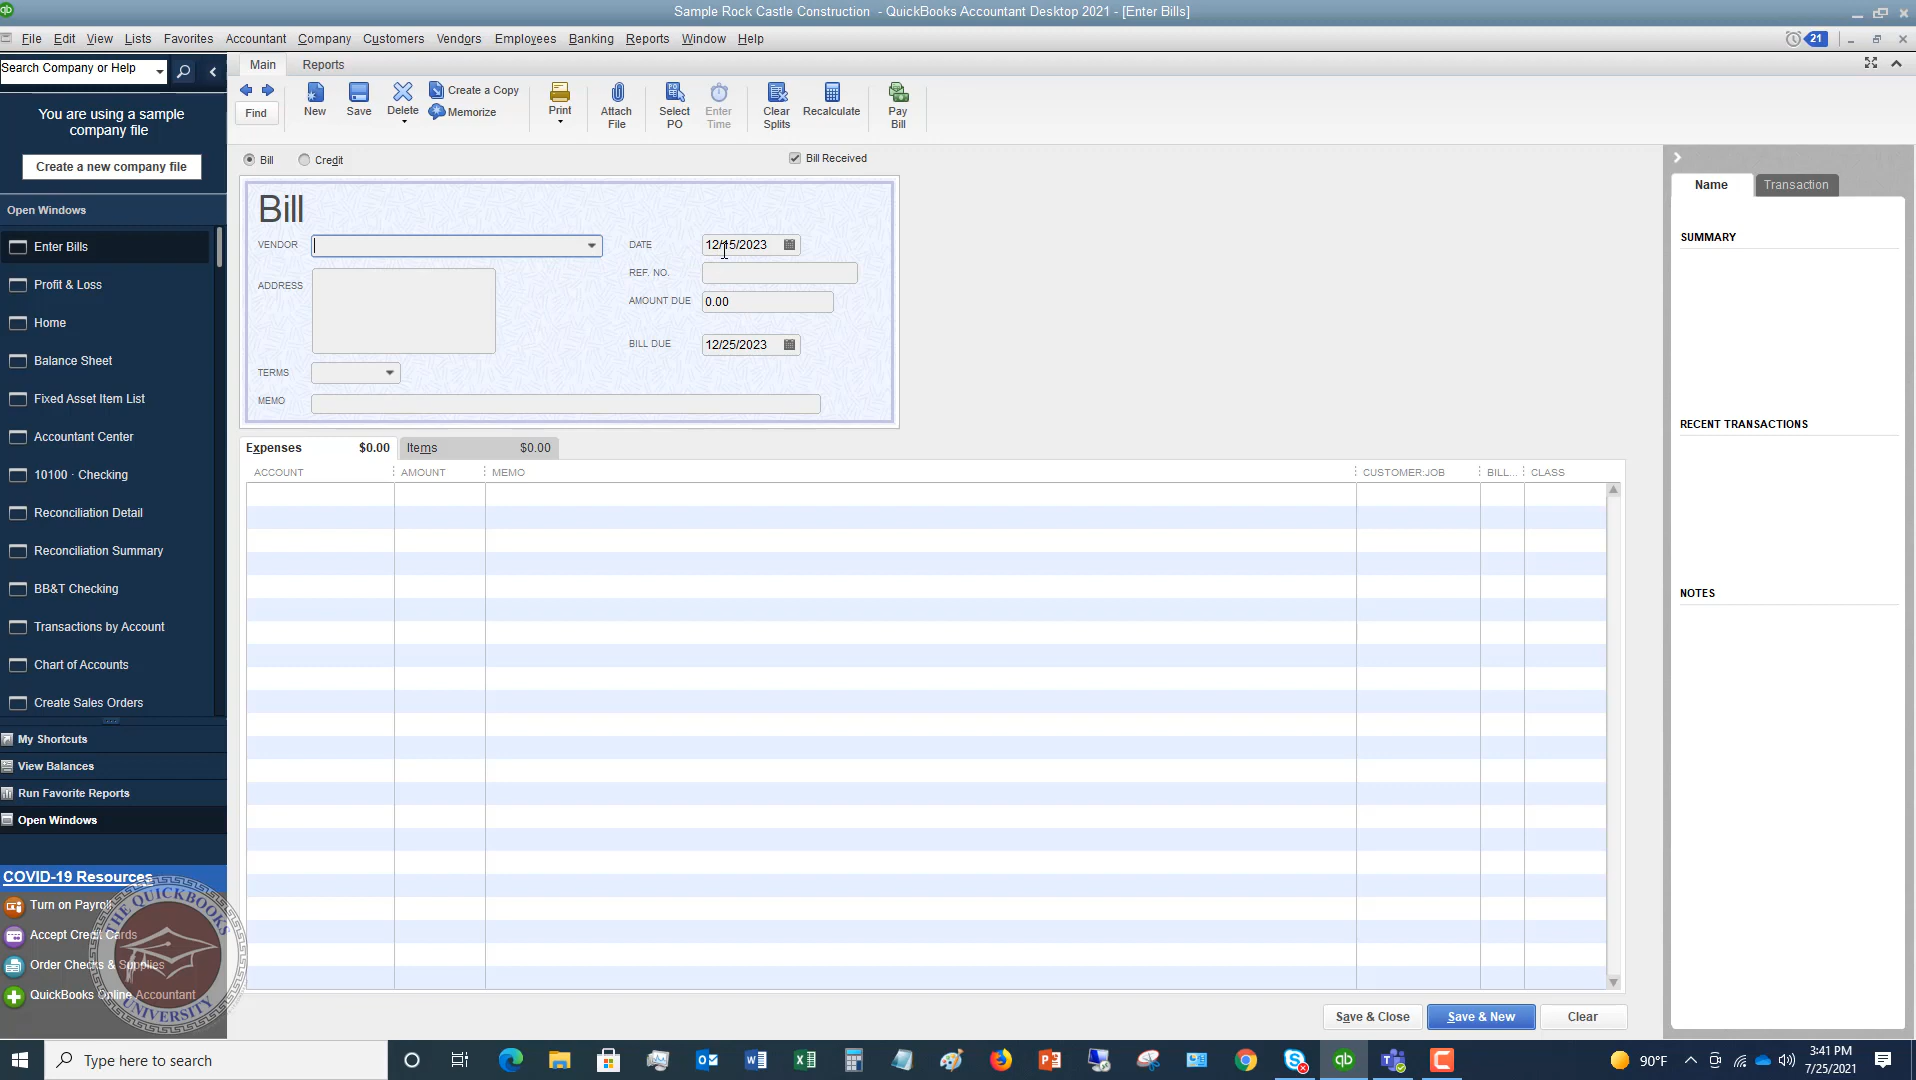 Sample Rock Castle Construction - QuickBooks Accountant Desktop 2021 - [Enter Bills]
File Edit View Lists Favorites Accountant Company Customers Vendors Employees Banking Reports Window Help
21
Search Company or Help
Main Reports
You are using a sample
company file
Create a new company file
Find
New
Save
Delete
Create a Copy
Memorize
Print
Attach
File
Select
PO
Enter
Time
Clear
Splits
Recalculate
Pay
Bill
Bill Credit
Bill Received
Bill
VENDOR
ADDRESS
TERMS
MEMO
DATE 12/15/2023
REF. NO.
AMOUNT DUE 0.00
BILL DUE 12/25/2023
Expenses $0.00 Items $0.00
ACCOUNT AMOUNT MEMO CUSTOMER:JOB BILL... CLASS
Open Windows
Enter Bills
Profit & Loss
Home
Balance Sheet
Fixed Asset Item List
Accountant Center
10100 · Checking
Reconciliation Detail
Reconciliation Summary
BB&T Checking
Transactions by Account
Chart of Accounts
Create Sales Orders
My Shortcuts
View Balances
Run Favorite Reports
Open Windows
COVID-19 Resources
Turn on Payroll
Accept Credit Cards
Order Checks & Supplies
QuickBooks Online Accountant
THE QUICKBOOKS
UNIVERSITY
Name Transaction
SUMMARY
RECENT TRANSACTIONS
NOTES
Save & Close Save & New Clear
Type here to search
90°F
3:41 PM
7/25/2021